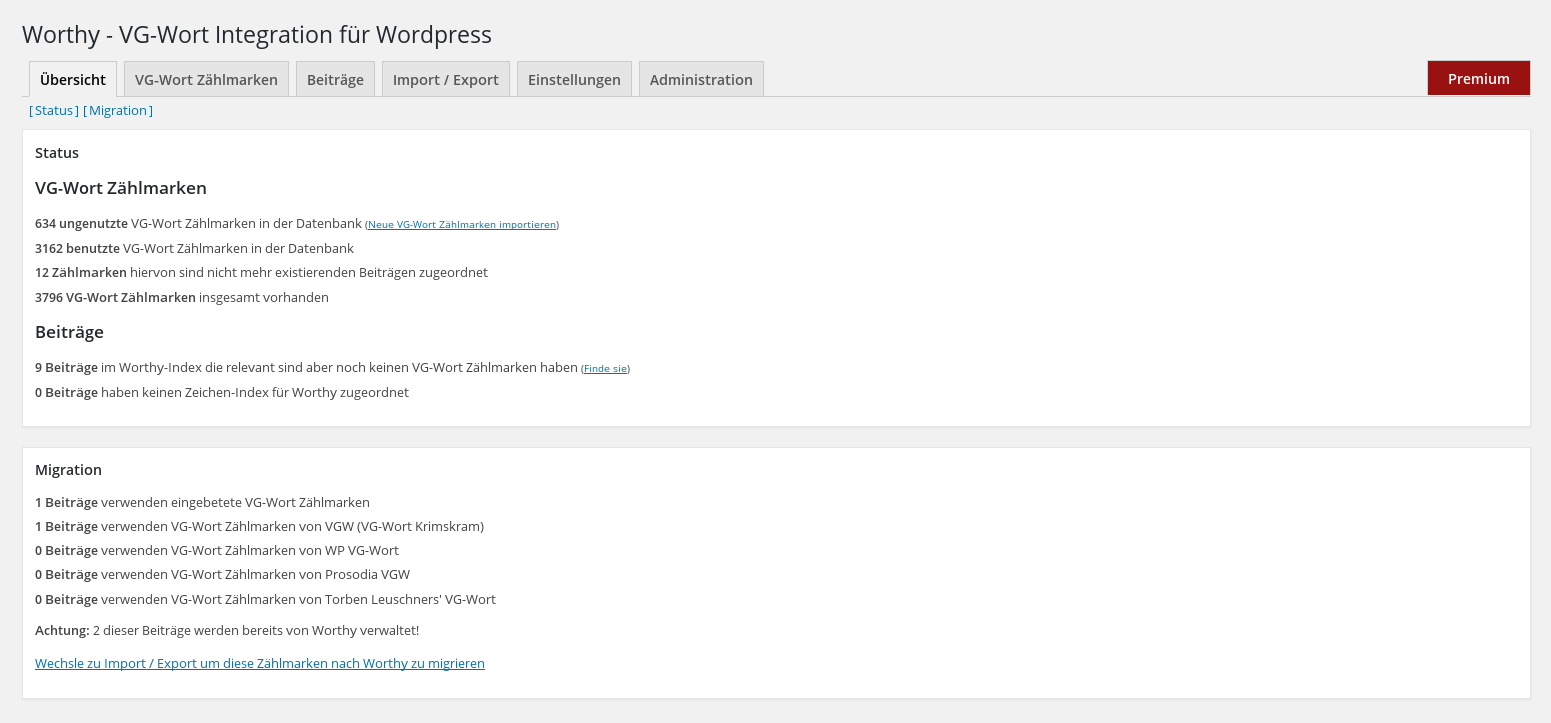 Worthy - VG-Wort Integration für Wordpress
Übersicht VG-Wort Zählmarken Beiträge Import / Export Einstellungen Administration Premium
[Status] [Migration]
Status
VG-Wort Zählmarken
634 ungenutzte VG-Wort Zählmarken in der Datenbank (Neue VG-Wort Zählmarken importieren)
3162 benutzte VG-Wort Zählmarken in der Datenbank
12 Zählmarken hiervon sind nicht mehr existierenden Beiträgen zugeordnet
3796 VG-Wort Zählmarken insgesamt vorhanden
Beiträge
9 Beiträge im Worthy-Index die relevant sind aber noch keinen VG-Wort Zählmarken haben (Finde sie)
0 Beiträge haben keinen Zeichen-Index für Worthy zugeordnet
Migration
1 Beiträge verwenden eingebetete VG-Wort Zählmarken
1 Beiträge verwenden VG-Wort Zählmarken von VGW (VG-Wort Krimskram)
0 Beiträge verwenden VG-Wort Zählmarken von WP VG-Wort
0 Beiträge verwenden VG-Wort Zählmarken von Prosodia VGW
0 Beiträge verwenden VG-Wort Zählmarken von Torben Leuschners' VG-Wort
Achtung: 2 dieser Beiträge werden bereits von Worthy verwaltet!
Wechsle zu Import / Export um diese Zählmarken nach Worthy zu migrieren